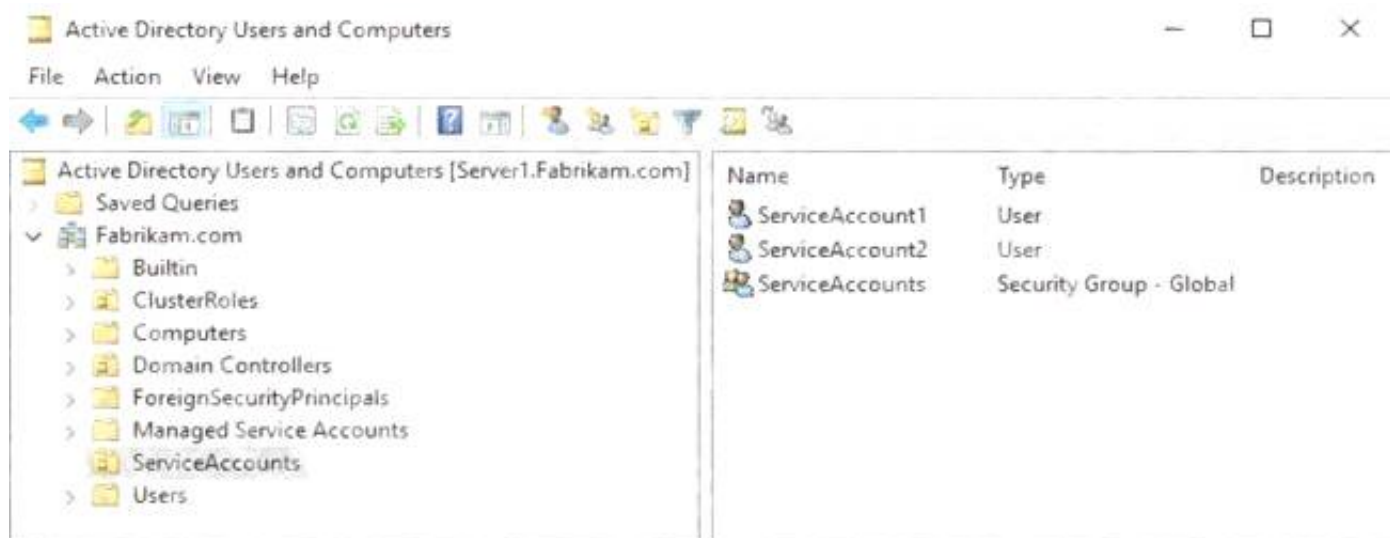 Active Directory Users and Computers
File Action View Help
Active Directory Users and Computers [Server1.Fabrikam.com]
Saved Queries
Fabrikam.com
Builtin
ClusterRoles
Computers
Domain Controllers
ForeignSecurityPrincipals
Managed Service Accounts
ServiceAccounts
Users
Name Type Description
ServiceAccount1 User
ServiceAccount2 User
ServiceAccounts Security Group - Global